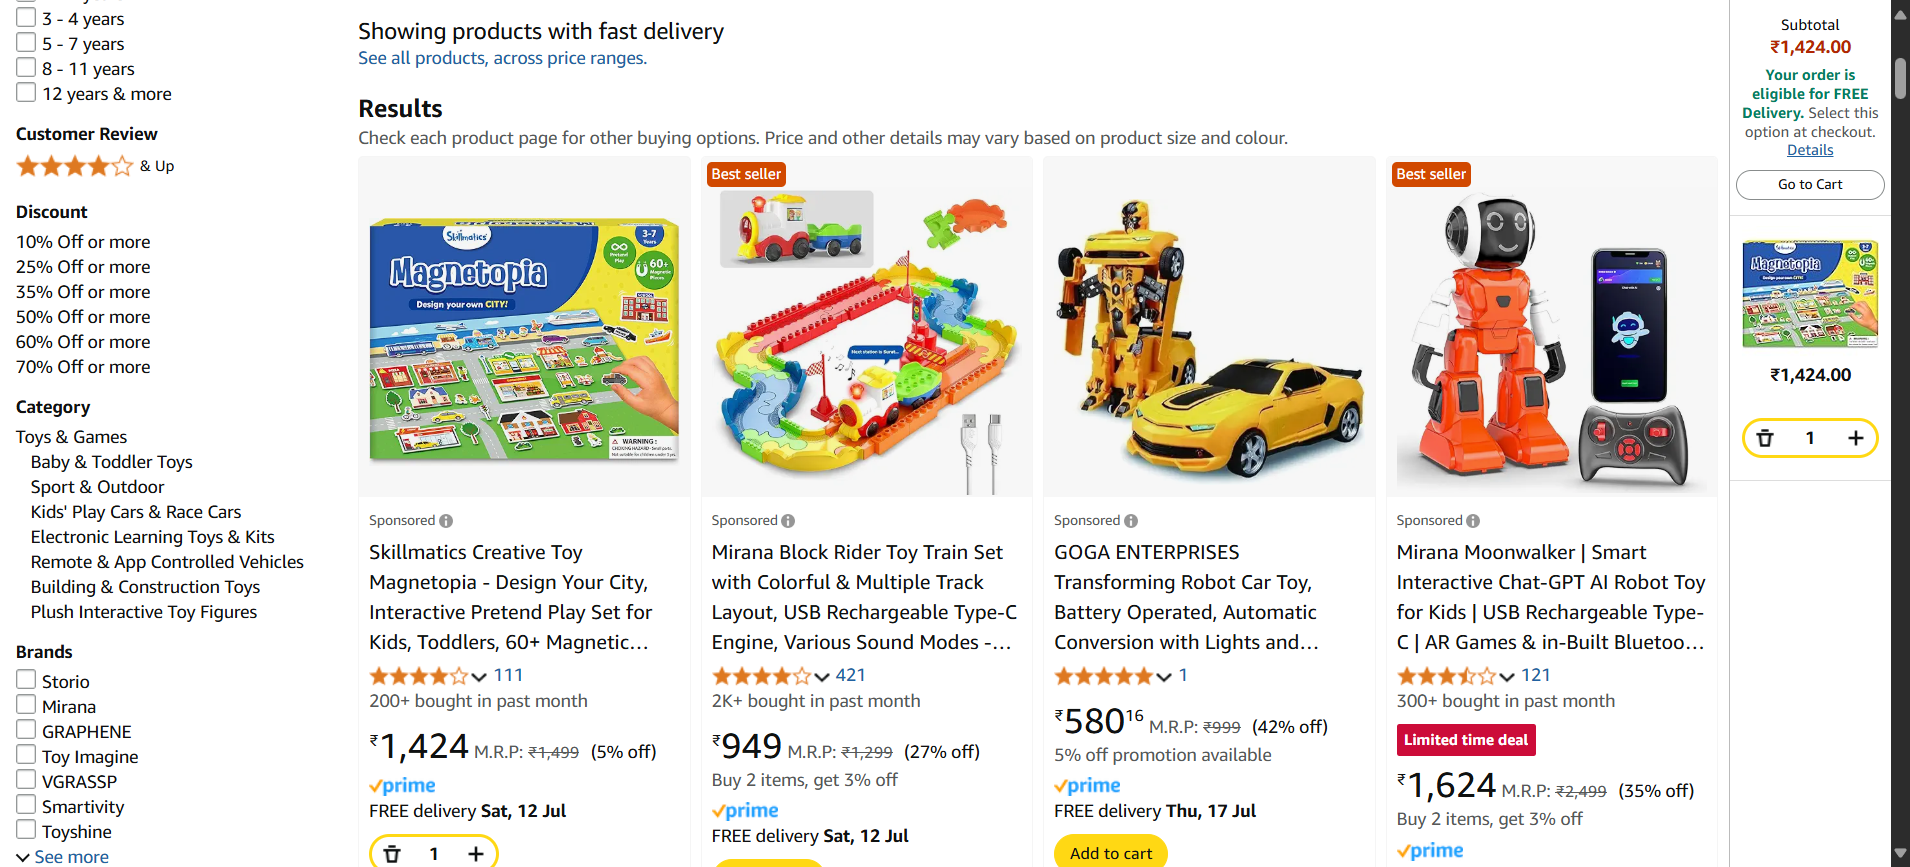 3 - 4 years
5 - 7 years
8 - 11 years
12 years & more
Customer Review
& Up
Discount
10% Off or more
25% Off or more
35% Off or more
50% Off or more
60% Off or more
70% Off or more
Category
Toys & Games
Baby & Toddler Toys
Sport & Outdoor
Kids' Play Cars & Race Cars
Electronic Learning Toys & Kits
Remote & App Controlled Vehicles
Building & Construction Toys
Plush Interactive Toy Figures
Brands
Storio
Mirana
GRAPHENE
Toy Imagine
VGRASSP
Smartivity
Toyshine
See more
Showing products with fast delivery
See all products, across price ranges.
Results
Check each product page for other buying options. Price and other details may vary based on product size and colour.
Skillmatics
3-7
Years
Pretend
Play
60+
Magnetic
Pieces
Magnetopia
Design your own CITY!
SCHOOL
WARNING:
Sponsored
Skillmatics Creative Toy
Magnetopia - Design Your City,
Interactive Pretend Play Set for
Kids, Toddlers, 60+ Magnetic...
111
200+ bought in past month
₹1,424 M.R.P: ₹1,499 (5% off)
prime
FREE delivery Sat, 12 Jul
1 +
Best seller
Next station is Surat...
Sponsored
Mirana Block Rider Toy Train Set
with Colorful & Multiple Track
Layout, USB Rechargeable Type-C
Engine, Various Sound Modes -...
421
2K+ bought in past month
₹949 M.R.P: ₹1,299 (27% off)
Buy 2 items, get 3% off
prime
FREE delivery Sat, 12 Jul
Sponsored
GOGA ENTERPRISES
Transforming Robot Car Toy,
Battery Operated, Automatic
Conversion with Lights and...
1
₹58016 M.R.P: ₹999 (42% off)
5% off promotion available
prime
FREE delivery Thu, 17 Jul
Add to cart
Best seller
Sponsored
Mirana Moonwalker | Smart
Interactive Chat-GPT AI Robot Toy
for Kids | USB Rechargeable Type-
C | AR Games & in-Built Bluetoo...
121
300+ bought in past month
Limited time deal
₹1,624 M.R.P: ₹2,499 (35% off)
Buy 2 items, get 3% off
prime
Subtotal
₹1,424.00
Your order is
eligible for FREE
Delivery. Select this
option at checkout.
Details
Go to Cart
Magnetopia
Design your own CITY!
₹1,424.00
1 +